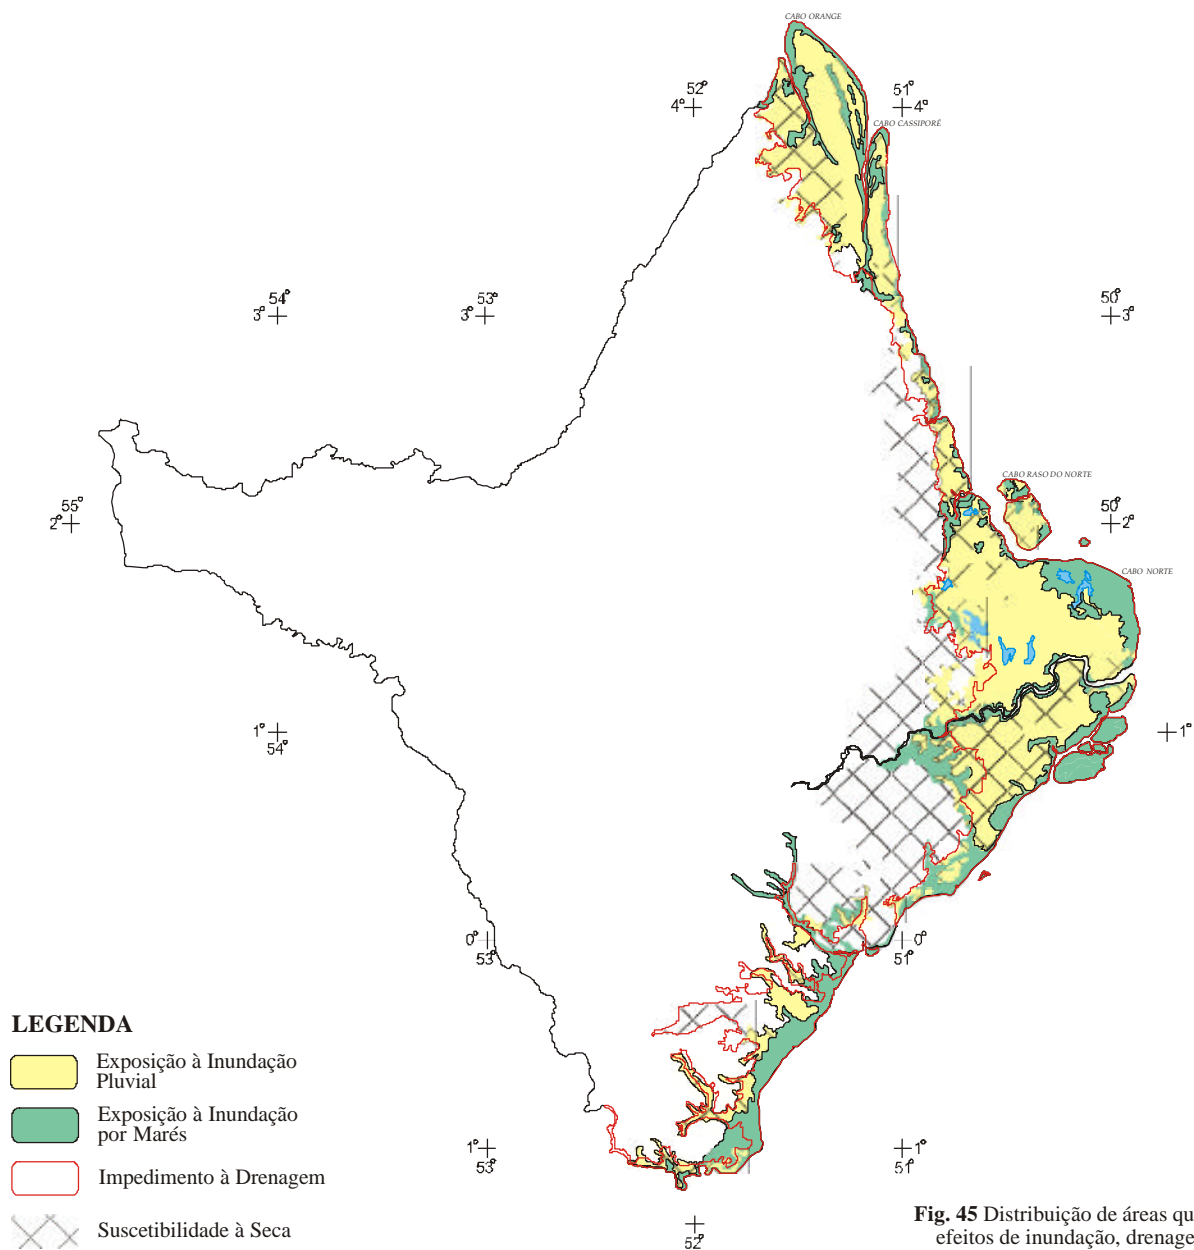 CABO ORANGE
52°
4°
51°
4°
CABO CASSIPORÉ
54°
3°
53°
3°
50°
3°
CABO RASO DO NORTE
55°
2°
50°
2°
CABO NORTE
1°
54°
1°
0°
53°
0°
51°
LEGENDA
Exposição à Inundação
Pluvial
Exposição à Inundação
por Marés
1°
53°
1°
51°
Impedimento à Drenagem
Suscetibilidade à Seca
52°
Fig. 45 Distribuição de áreas qu
efeitos de inundação, drenage